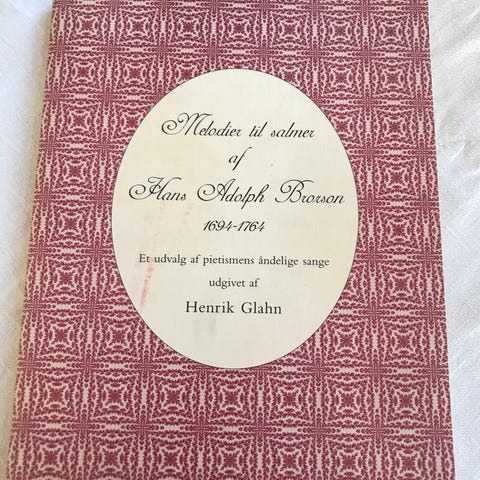 Melodier til salmer
af
Hans Adolph Brorson
1694-1764
Et udvalg af pietismens åndelige sange
udgivet af
Henrik Glahn